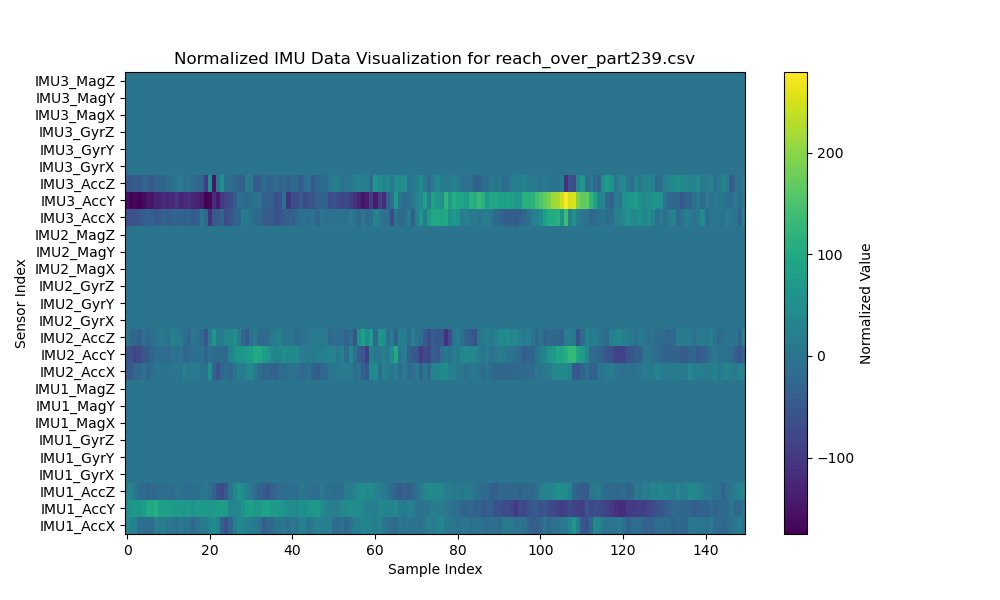 Normalized IMU Data Visualization for reach_over_part239.csv
IMU3_MagZ
IMU3_MagY
IMU3_MagX
IMU3_GyrZ
IMU3_GyrY
IMU3_GyrX
IMU3_AccZ
IMU3_AccY
IMU3_AccX
IMU2_MagZ
IMU2_MagY
IMU2_MagX
IMU2_GyrZ
IMU2_GyrY
IMU2_GyrX
IMU2_AccZ
IMU2_AccY
IMU2_AccX
IMU1_MagZ
IMU1_MagY
IMU1_MagX
IMU1_GyrZ
IMU1_GyrY
IMU1_GyrX
IMU1_AccZ
IMU1_AccY
IMU1_AccX
Sensor Index
0 20 40 60 80 100 120 140
Sample Index
200
100
0
−100
Normalized Value